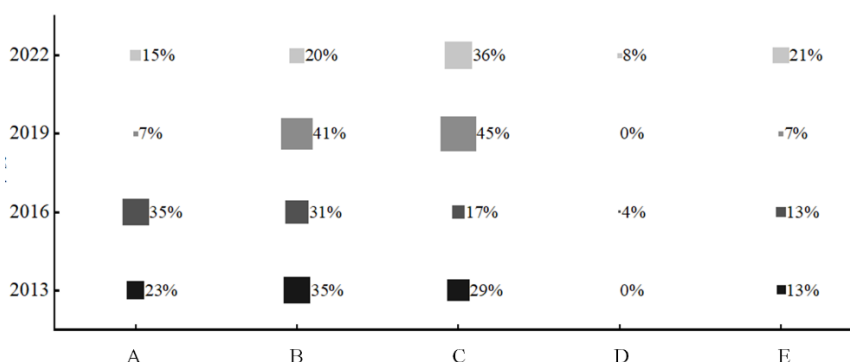 2022 15% 20% 36% 8% 21%
2019 7% 41% 45% 0% 7%
2016 35% 31% 17% 4% 13%
2013 23% 35% 29% 0% 13%
A B C D E